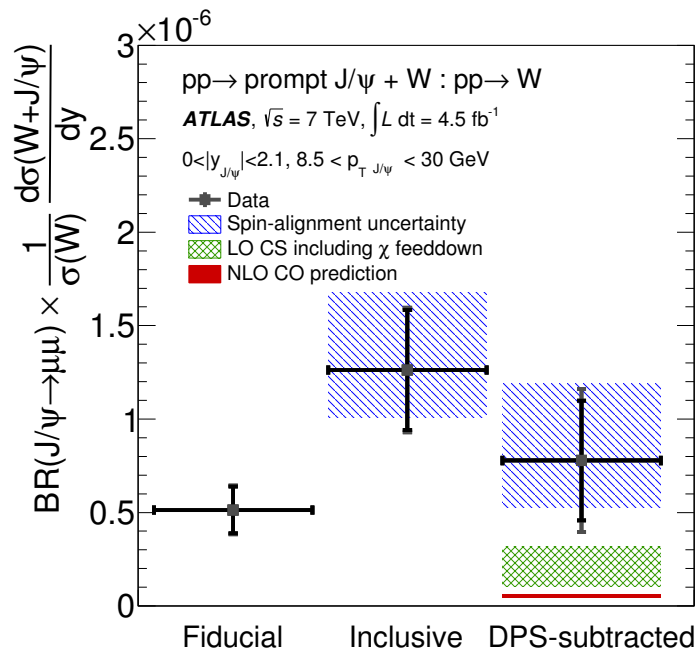 ×10⁻⁶
3
2.5
2
1.5
1
0.5
0
BR(J/ψ→μμ) × 1/σ(W) dσ(W+J/ψ)/dy
pp→ prompt J/ψ + W : pp→ W
ATLAS, √s = 7 TeV, ∫L dt = 4.5 fb⁻¹
0<|y_J/ψ|<2.1, 8.5 < p_T J/ψ < 30 GeV
Data
Spin-alignment uncertainty
LO CS including χ feeddown
NLO CO prediction
Fiducial Inclusive DPS-subtracted